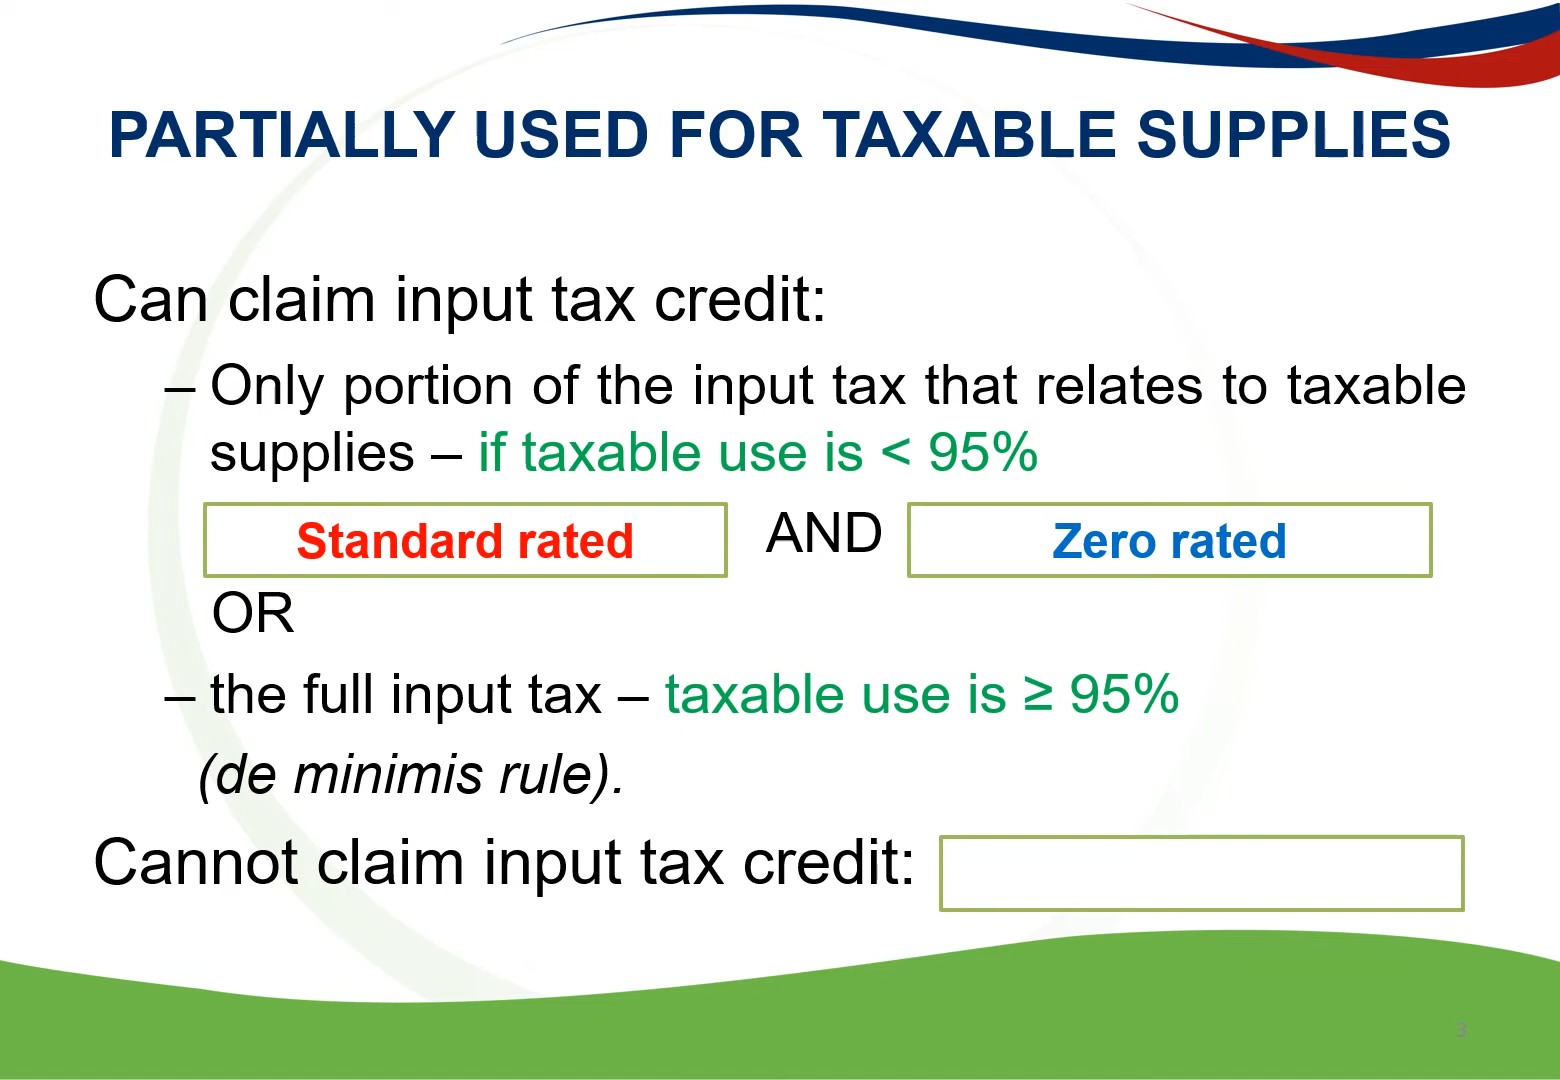 PARTIALLY USED FOR TAXABLE SUPPLIES
Can claim input tax credit:
– Only portion of the input tax that relates to taxable
supplies – if taxable use is < 95%
Standard rated AND Zero rated
OR
– the full input tax – taxable use is ≥ 95%
(de minimis rule).
Cannot claim input tax credit:
3